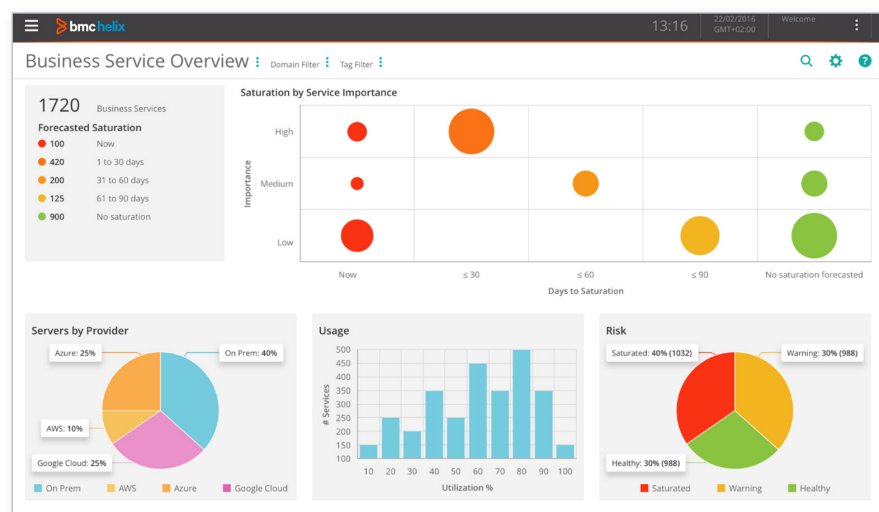 bmchelix
13:16
22/02/2016
GMT+02:00
Welcome
Business Service Overview
Domain Filter
Tag Filter
?
1720 Business Services
Forecasted Saturation
100 Now
420 1 to 30 days
200 31 to 60 days
125 61 to 90 days
900 No saturation
Saturation by Service Importance
Importance
High
Medium
Low
Now ≤ 30 ≤ 60 ≤ 90 No saturation forecasted
Days to Saturation
Servers by Provider
Azure: 25%
On Prem: 40%
AWS: 10%
Google Cloud: 25%
On Prem AWS Azure Google Cloud
Usage
# Services
500
450
400
350
300
250
200
150
100
10 20 30 40 50 60 70 80 90 100
Utilization %
Risk
Saturated: 40% (1032)
Warning: 30% (988)
Healthy: 30% (988)
Saturated Warning Healthy